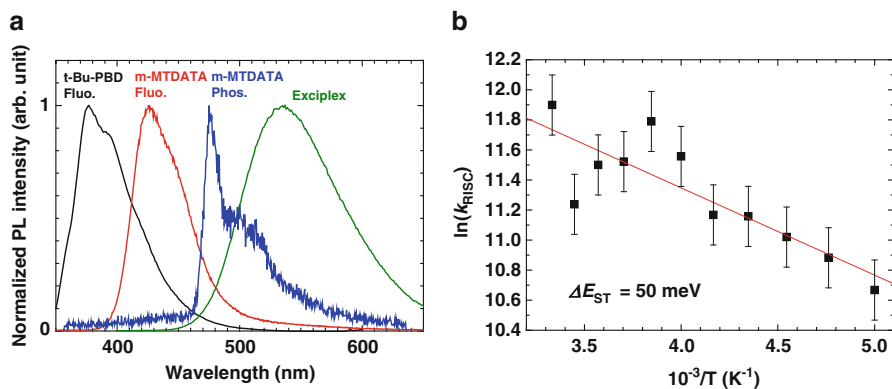 a
t-Bu-PBD
Fluo.
m-MTDATA
Fluo.
m-MTDATA
Phos.
Exciplex
1
0
Normalized PL intensity (arb. unit)
400
500
600
Wavelength (nm)
b
12.2
12.0
11.8
11.6
11.4
11.2
11.0
10.8
10.6
10.4
ln(k_RISC)
ΔE_ST = 50 meV
3.5
4.0
4.5
5.0
10⁻³/T (K⁻¹)